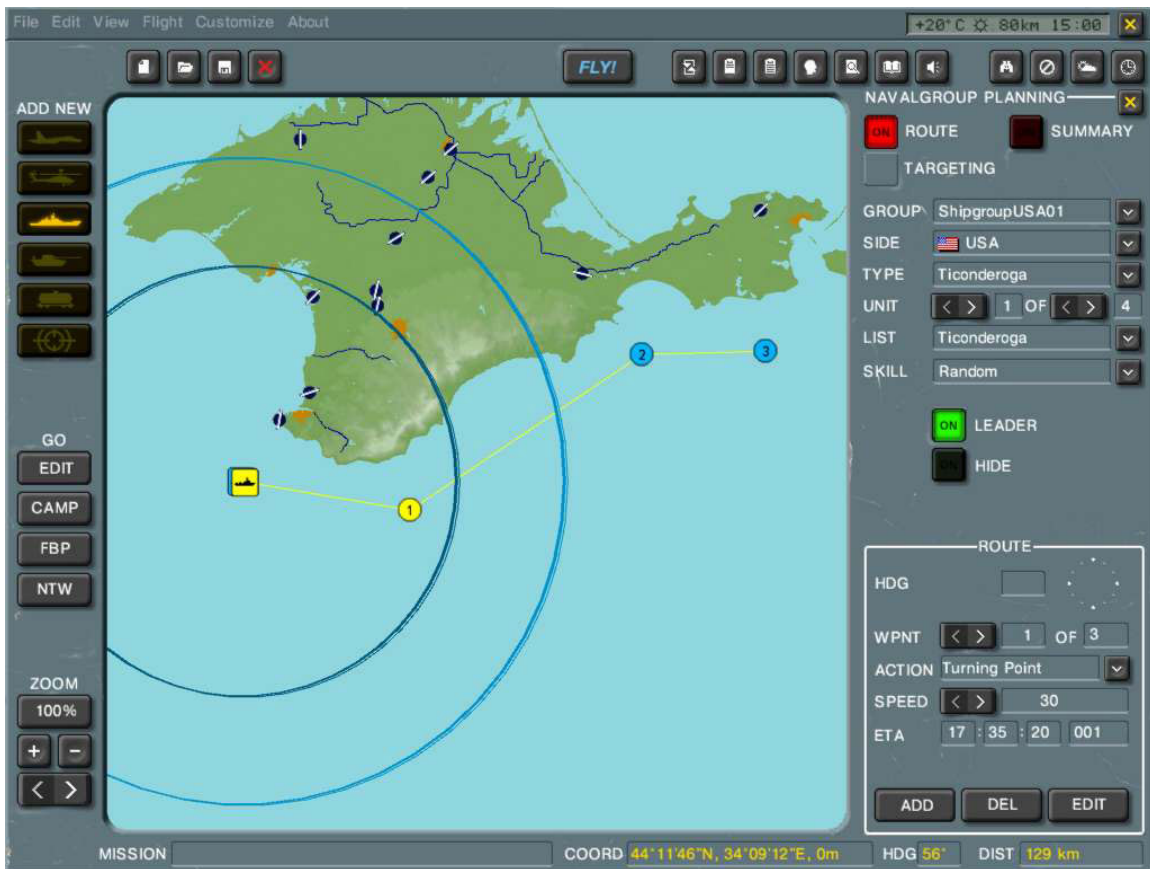 File Edit View Flight Customize About
+20°C 80km 15:00
FLY!
ADD NEW
GO
EDIT
CAMP
FBP
NTW
ZOOM
100%
+ −
< >
1
2
3
NAVALGROUP PLANNING
ON ROUTE
SUMMARY
TARGETING
GROUP ShipgroupUSA01
SIDE USA
TYPE Ticonderoga
UNIT < > 1 OF < > 4
LIST Ticonderoga
SKILL Random
ON LEADER
ON HIDE
ROUTE
HDG
WPNT < > 1 OF 3
ACTION Turning Point
SPEED < > 30
ETA 17 : 35 : 20 001
ADD DEL EDIT
MISSION COORD 44°11'46"N, 34°09'12"E, 0m HDG 56° DIST 129 km